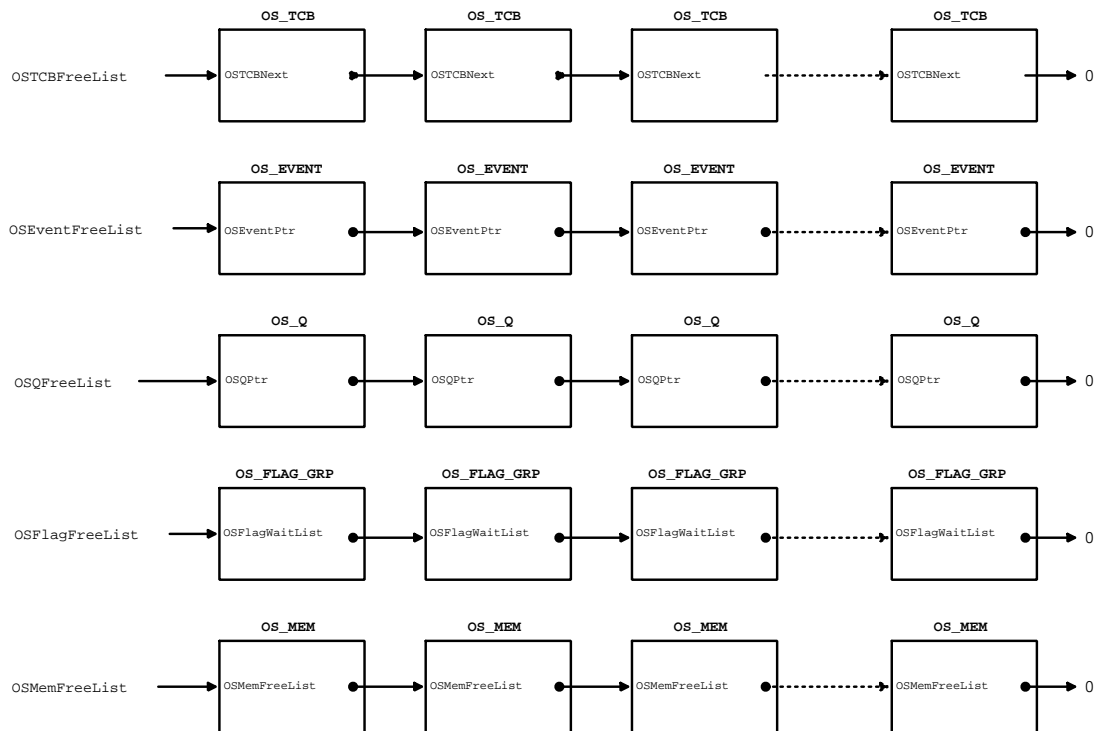 OS_TCB OS_TCB OS_TCB OS_TCB
OSTCBFreeList OSTCBNext OSTCBNext OSTCBNext OSTCBNext 0
OS_EVENT OS_EVENT OS_EVENT OS_EVENT
OSEventFreeList OSEventPtr OSEventPtr OSEventPtr OSEventPtr 0
OS_Q OS_Q OS_Q OS_Q
OSQFreeList OSQPtr OSQPtr OSQPtr OSQPtr 0
OS_FLAG_GRP OS_FLAG_GRP OS_FLAG_GRP OS_FLAG_GRP
OSFlagFreeList OSFlagWaitList OSFlagWaitList OSFlagWaitList OSFlagWaitList 0
OS_MEM OS_MEM OS_MEM OS_MEM
OSMemFreeList OSMemFreeList OSMemFreeList OSMemFreeList OSMemFreeList 0